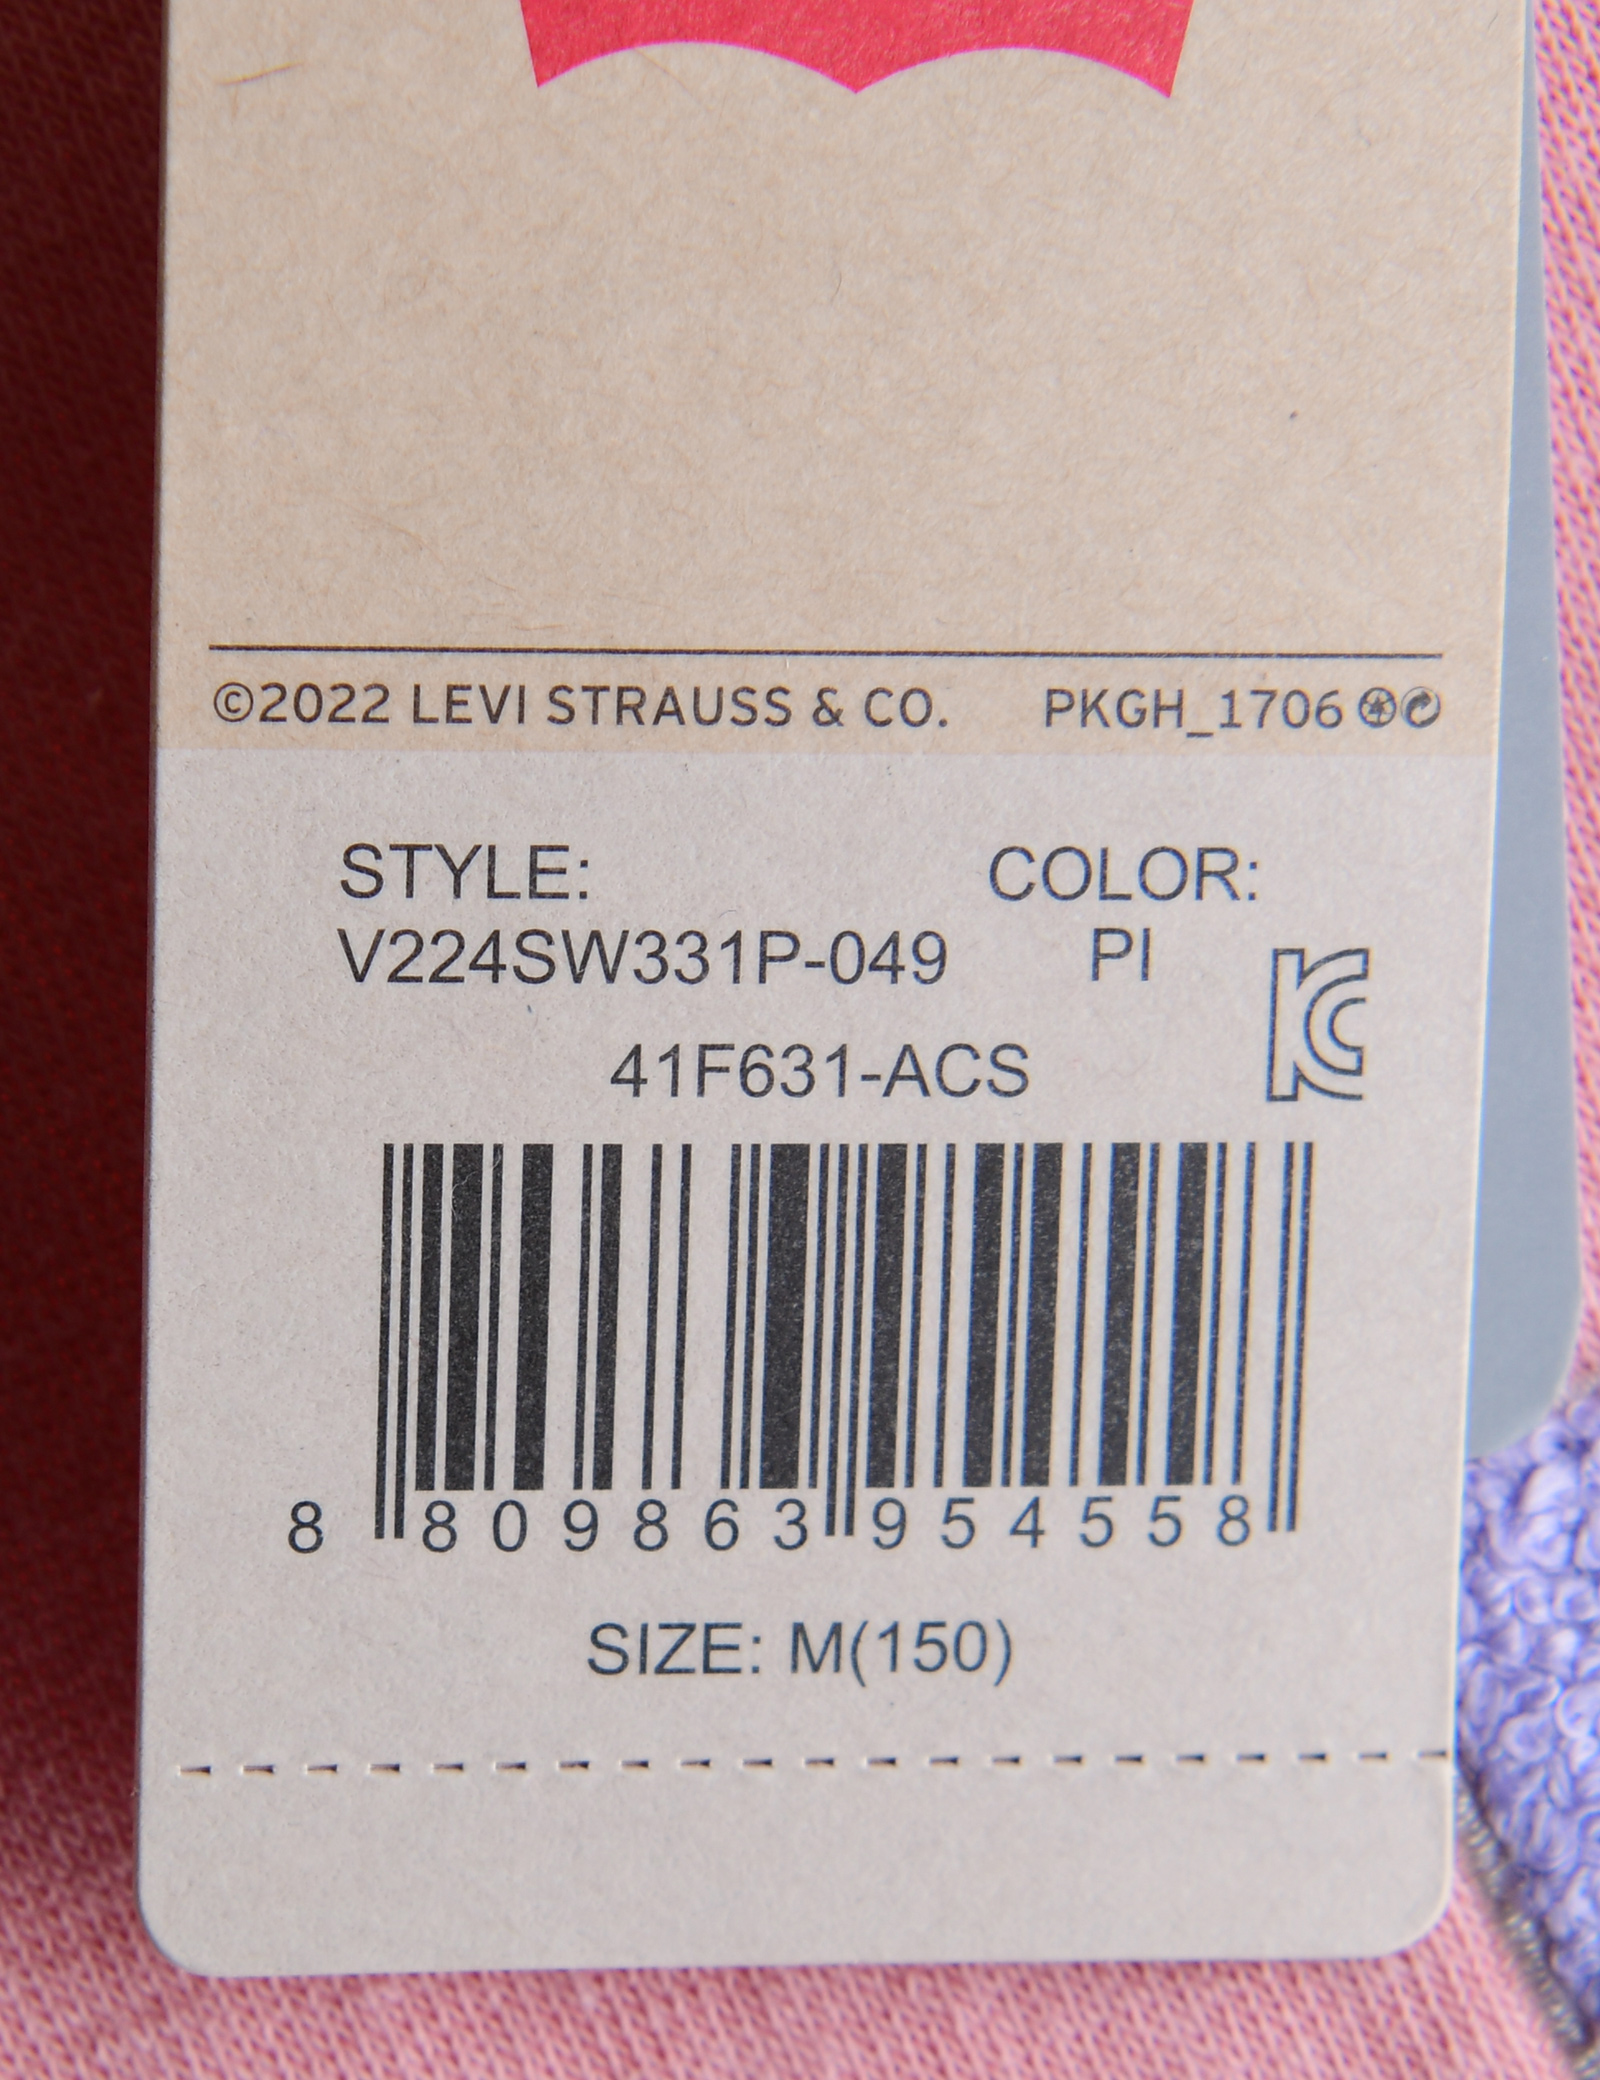 ©2022 LEVI STRAUSS & CO. PKGH_1706
STYLE: COLOR:
V224SW331P-049 PI
41F631-ACS
8 809863 954558
SIZE: M(150)